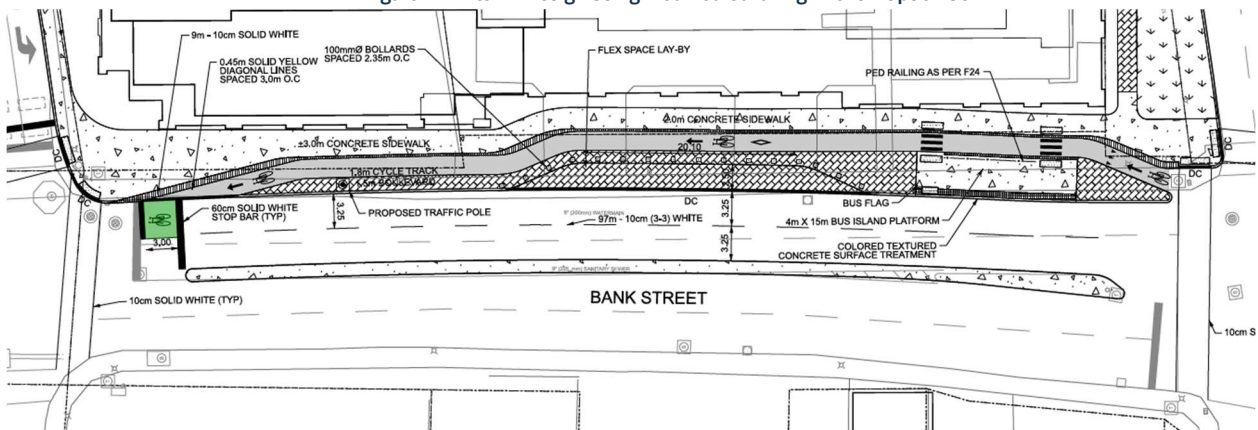 9m - 10cm SOLID WHITE
0.45m SOLID YELLOW
DIAGONAL LINES
SPACED 3.0m O.C
100mmØ BOLLARDS
SPACED 2.35m O.C
FLEX SPACE LAY-BY
PED RAILING AS PER F24
2.0m CONCRETE SIDEWALK
±3.0m CONCRETE SIDEWALK
20.10
1.8m CYCLE TRACK
DC
DC
DC
DC
60cm SOLID WHITE
STOP BAR (TYP)
3.25
PROPOSED TRAFFIC POLE
DC
3.25
BUS FLAG
4m X 15m BUS ISLAND PLATFORM
97m - 10cm (3-3) WHITE
3.00
3.25
COLORED TEXTURED
CONCRETE SURFACE TREATMENT
10cm SOLID WHITE (TYP)
BANK STREET
10cm S